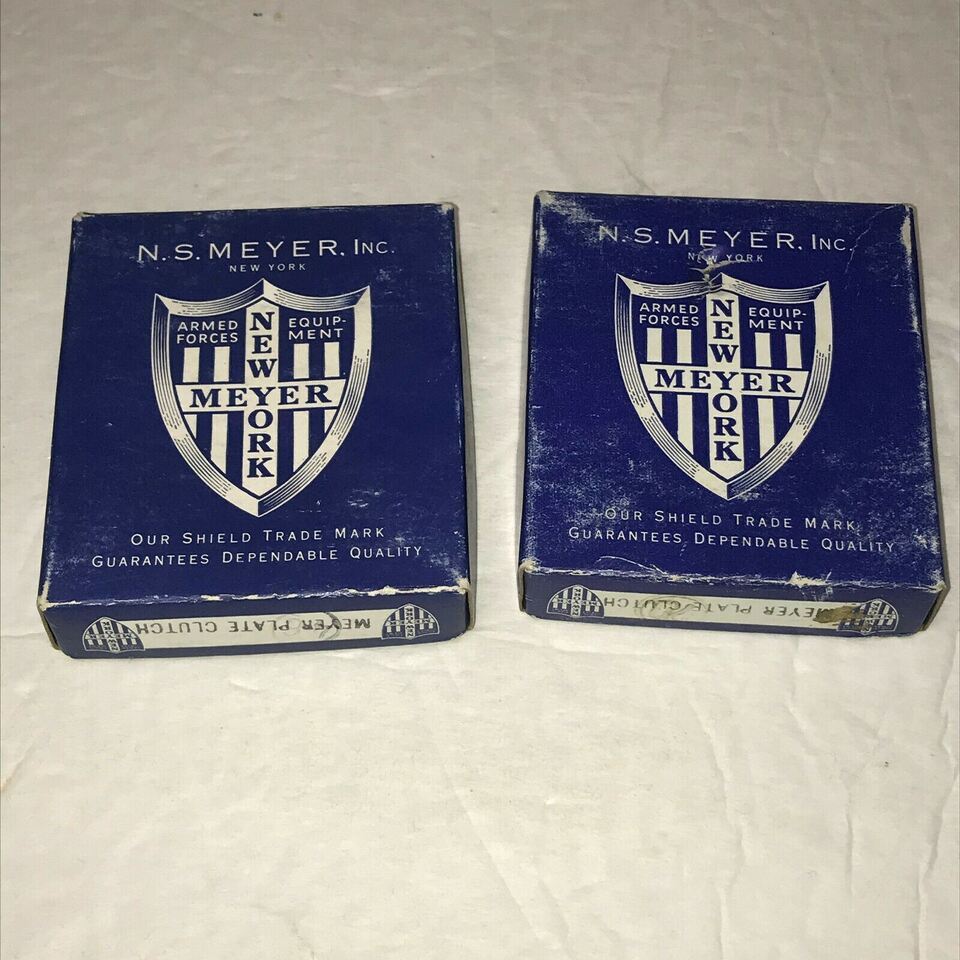 N. S. MEYER, INC.
NEW YORK
ARMED FORCES
EQUIP-MENT
NEW YORK
MEYER
OUR SHIELD TRADE MARK
GUARANTEES DEPENDABLE QUALITY
MEYER PLATE CLUTCH
N. S. MEYER, INC.
NEW YORK
ARMED FORCES
EQUIP-MENT
NEW YORK
MEYER
OUR SHIELD TRADE MARK
GUARANTEES DEPENDABLE QUALITY
MEYER PLATE CLUTCH